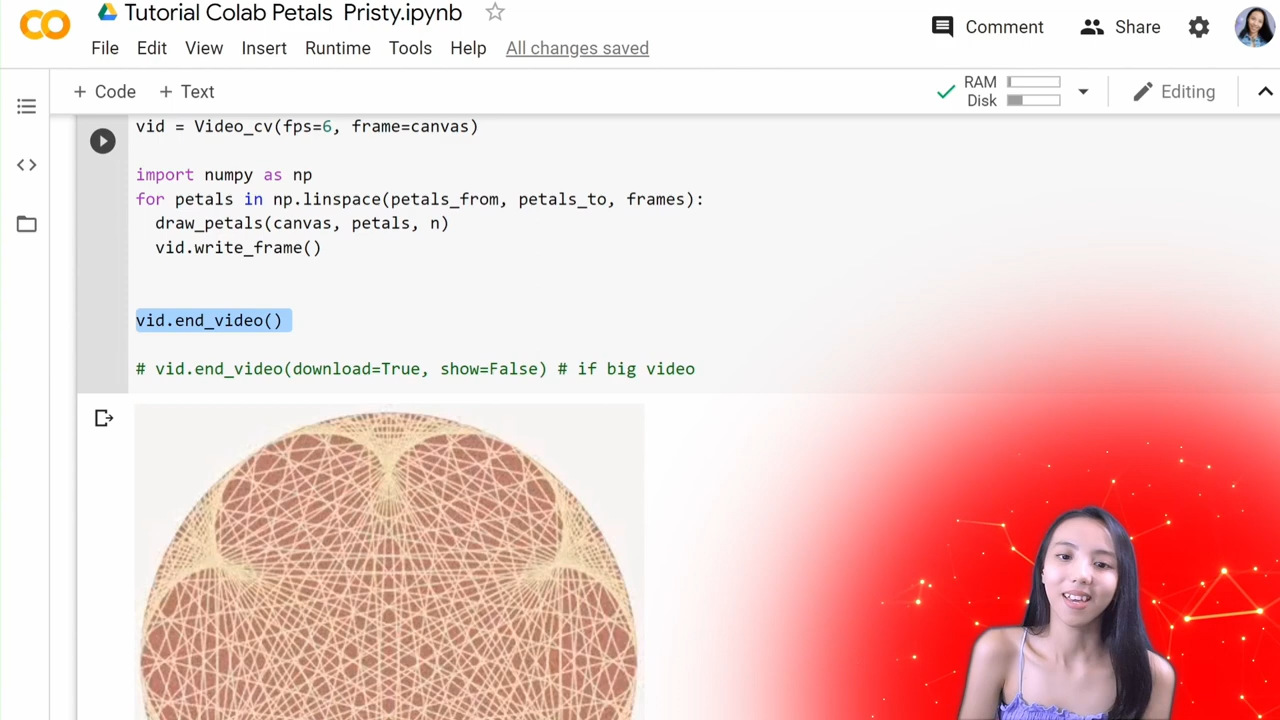 Tutorial Colab Petals  Pristy.ipynb
File Edit View Insert Runtime Tools Help All changes saved
Comment Share
+ Code + Text
RAM
Disk
Editing
vid = Video_cv(fps=6, frame=canvas)
import numpy as np
for petals in np.linspace(petals_from, petals_to, frames):
  draw_petals(canvas, petals, n)
  vid.write_frame()
vid.end_video()
# vid.end_video(download=True, show=False) # if big video